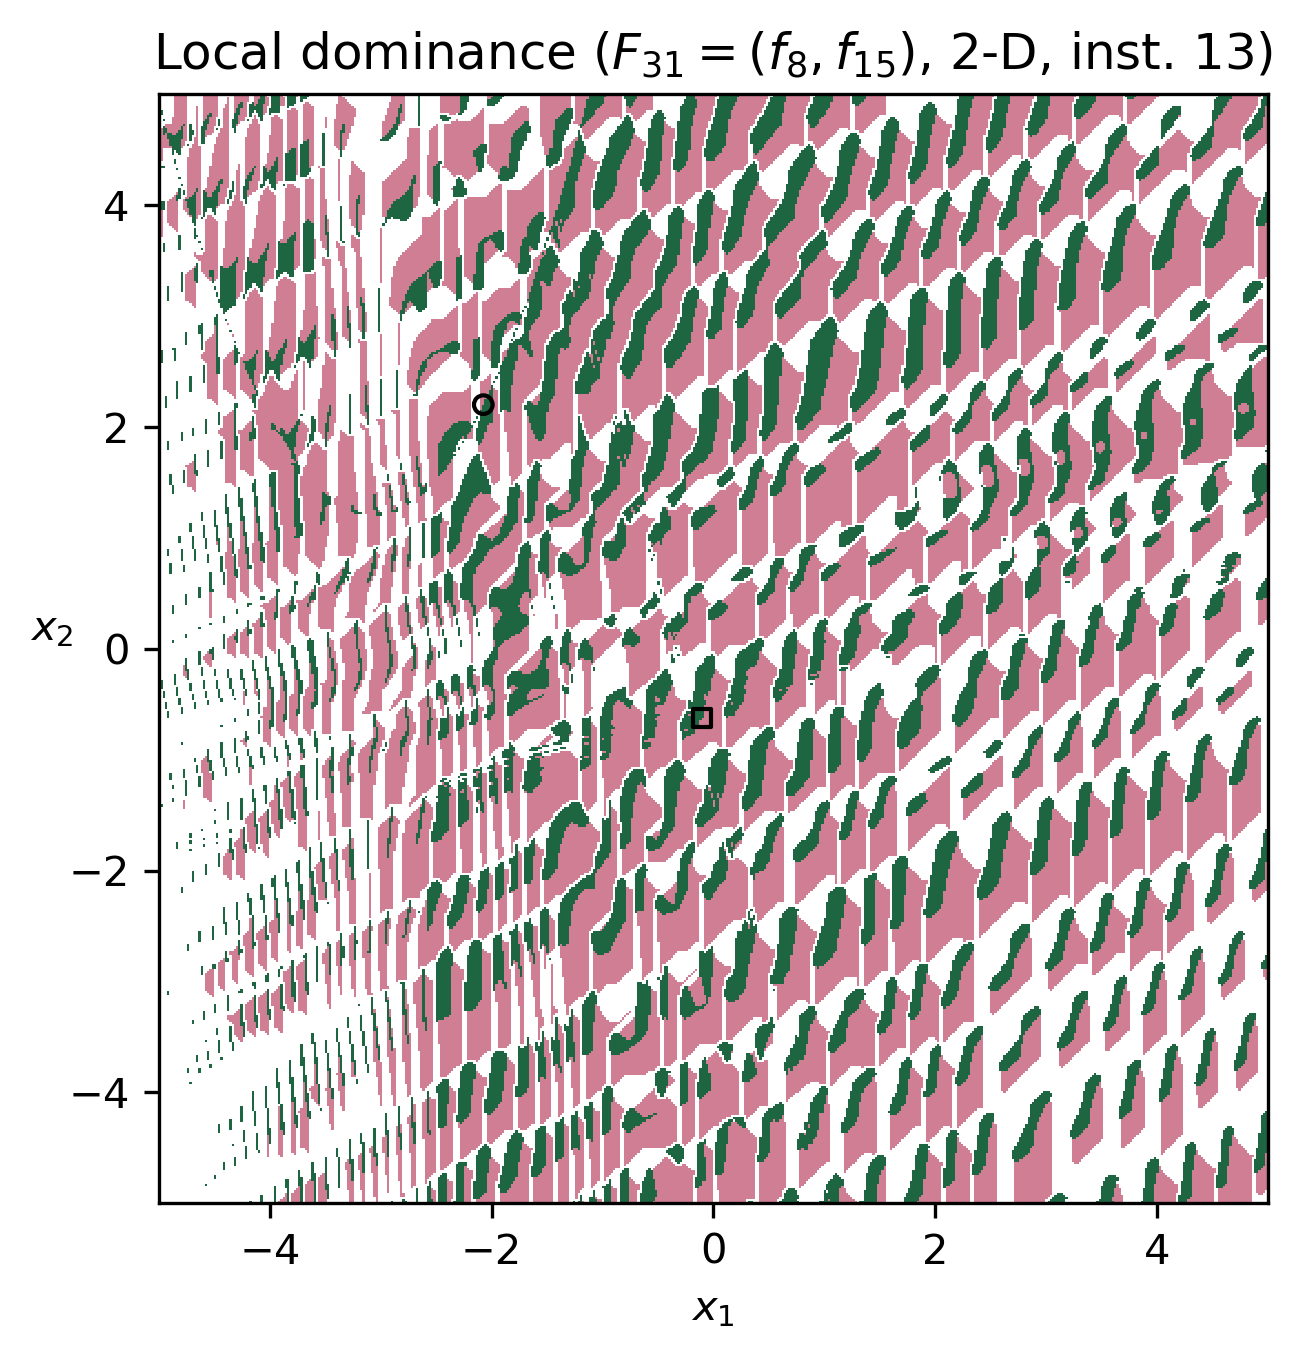 Local dominance (F₃₁ = (f₈, f₁₅), 2-D, inst. 13)
4
2
x₂
0
−2
−4
−4 −2 0 2 4
x₁